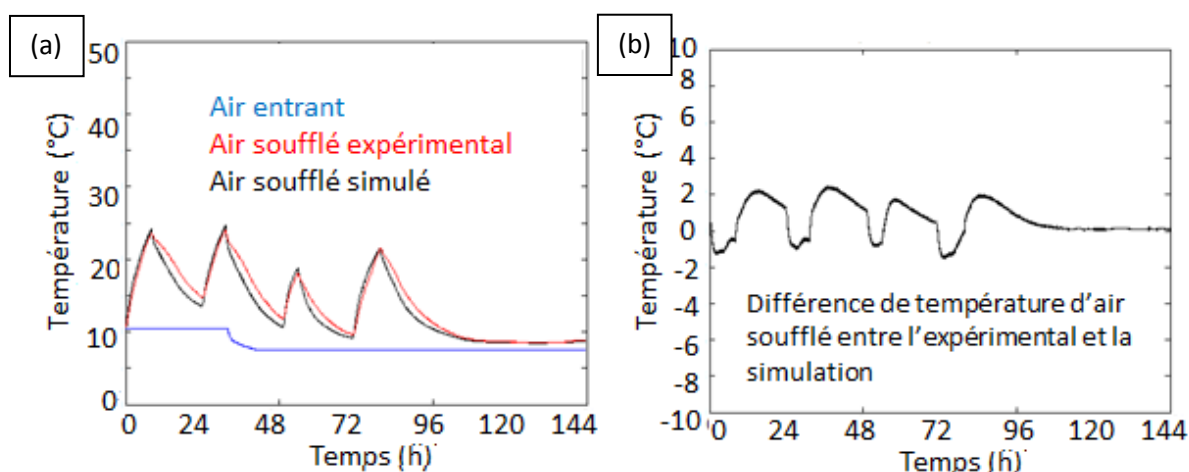 (a)
50
40
30
20
10
0
Température (°C)
Air entrant
Air soufflé expérimental
Air soufflé simulé
0 24 48 72 96 120 144
Temps (h)
(b)
10
8
6
4
2
0
-2
-4
-6
-8
-10
Température (°C)
Différence de température d'air
soufflé entre l'expérimental et la
simulation
0 24 48 72 96 120 144
Temps (h)